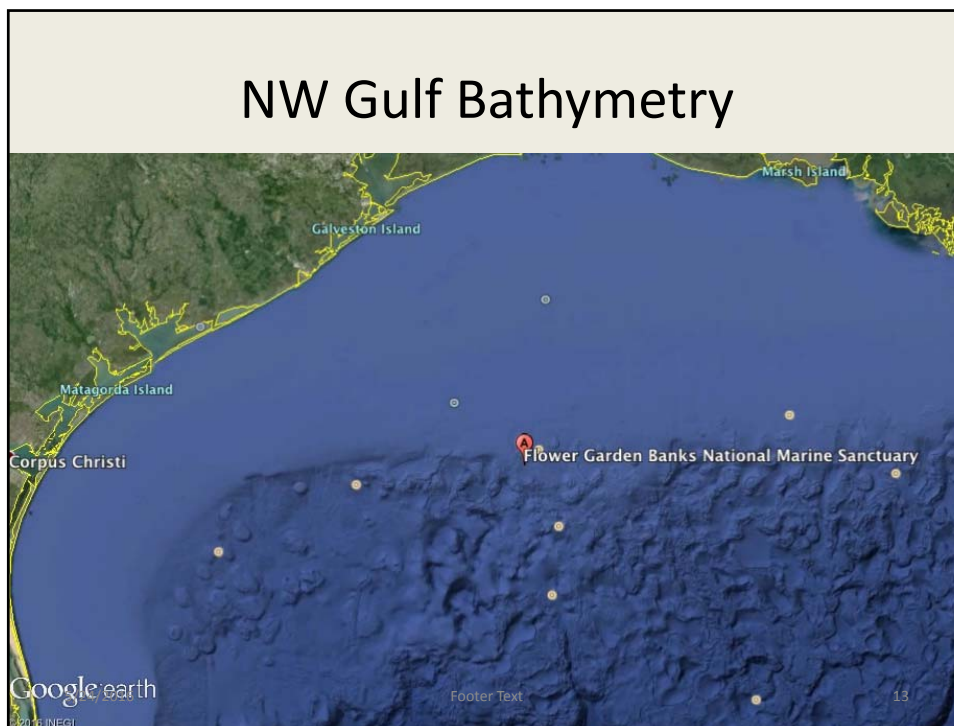 NW Gulf Bathymetry
Marsh Island
Galveston Island
Matagorda Island
Corpus Christi
A
Flower Garden Banks National Marine Sanctuary
Google earth
Footer Text
13
INEGI